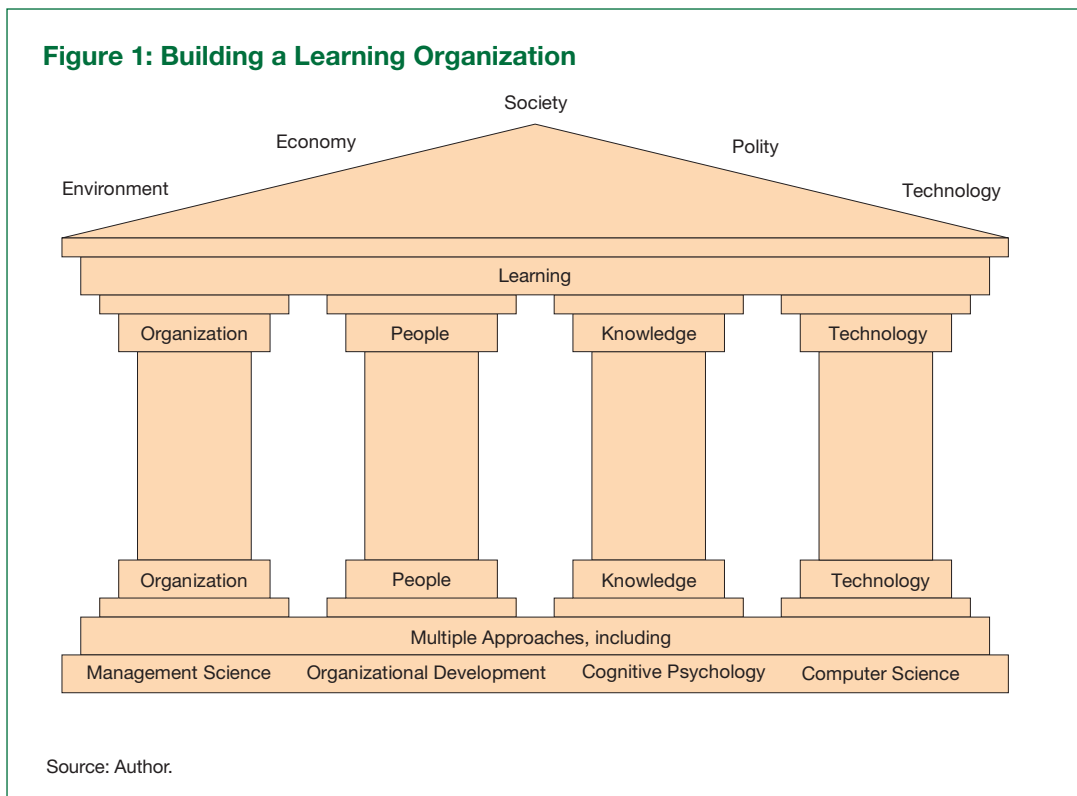 Figure 1: Building a Learning Organization
Society
Economy
Polity
Environment
Technology
Learning
Organization
People
Knowledge
Technology
Organization
People
Knowledge
Technology
Multiple Approaches, including
Management Science
Organizational Development
Cognitive Psychology
Computer Science
Source: Author.